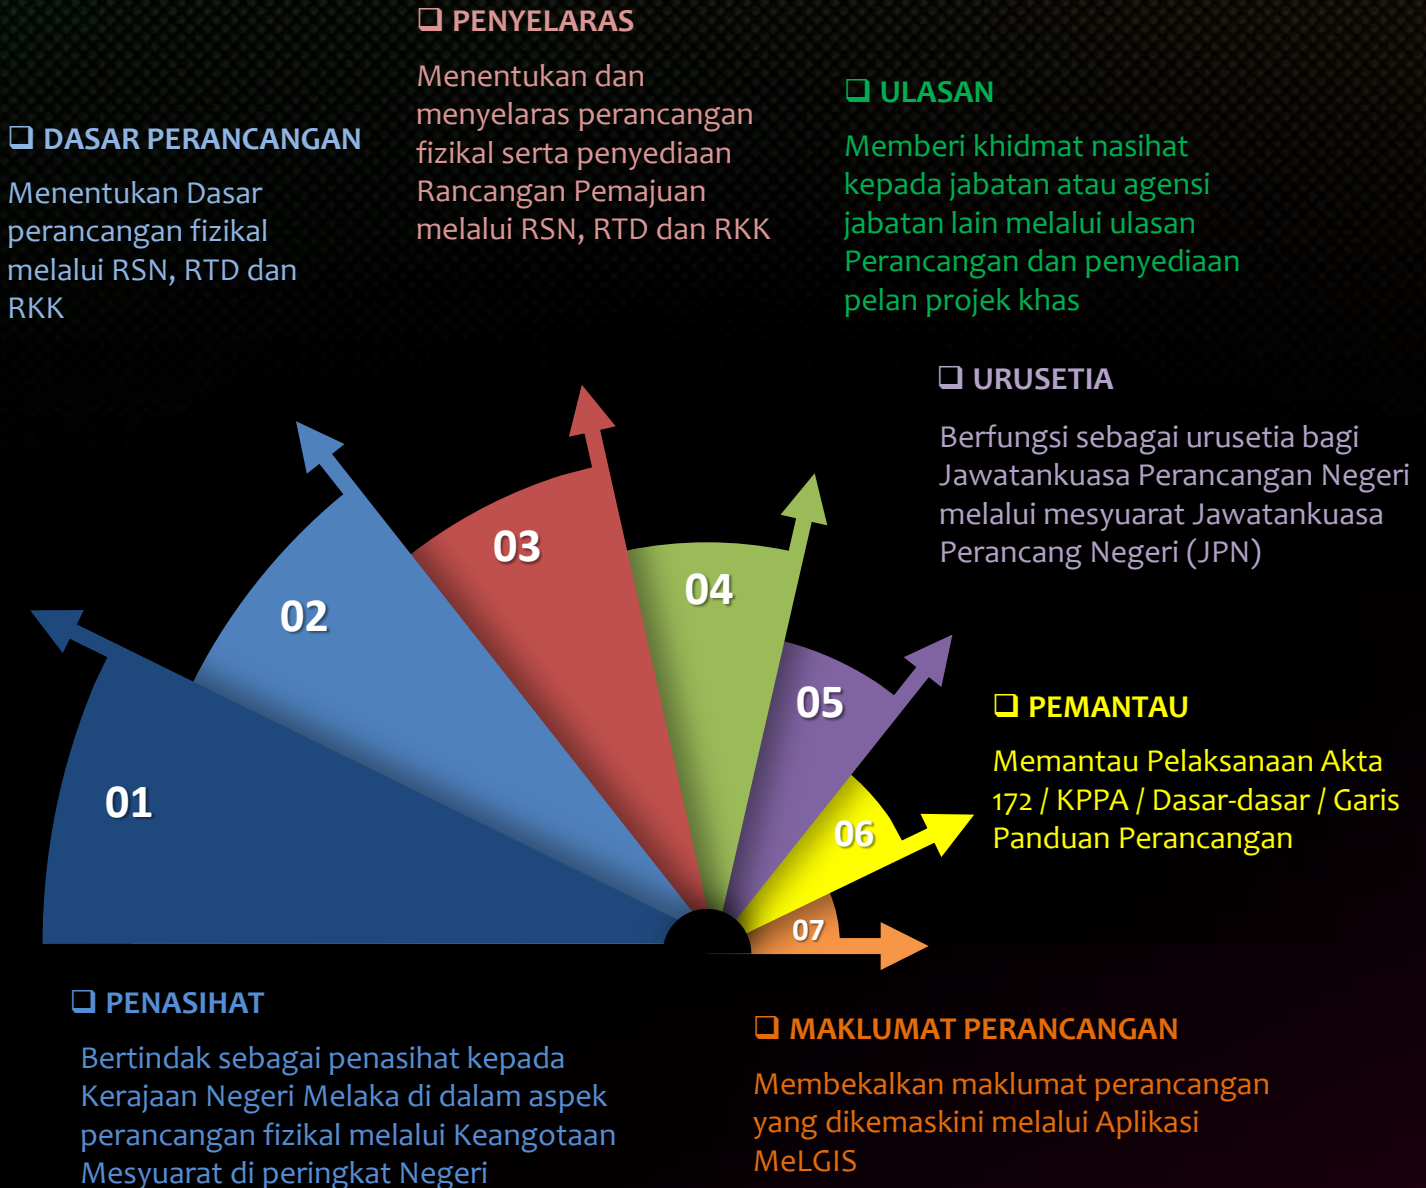 ❑ PENYELARAS
Menentukan dan
menyelaras perancangan
fizikal serta penyediaan
Rancangan Pemajuan
melalui RSN, RTD dan RKK
❑ ULASAN
Memberi khidmat nasihat
kepada jabatan atau agensi
jabatan lain melalui ulasan
Perancangan dan penyediaan
pelan projek khas
❑ DASAR PERANCANGAN
Menentukan Dasar
perancangan fizikal
melalui RSN, RTD dan
RKK
❑ URUSETIA
Berfungsi sebagai urusetia bagi
Jawatankuasa Perancangan Negeri
melalui mesyuarat Jawatankuasa
Perancang Negeri (JPN)
03
04
02
05
❑ PEMANTAU
Memantau Pelaksanaan Akta
172 / KPPA / Dasar-dasar / Garis
Panduan Perancangan
01
06
07
❑ PENASIHAT
Bertindak sebagai penasihat kepada
Kerajaan Negeri Melaka di dalam aspek
perancangan fizikal melalui Keangotaan
Mesyuarat di peringkat Negeri
❑ MAKLUMAT PERANCANGAN
Membekalkan maklumat perancangan
yang dikemaskini melalui Aplikasi
MeLGIS